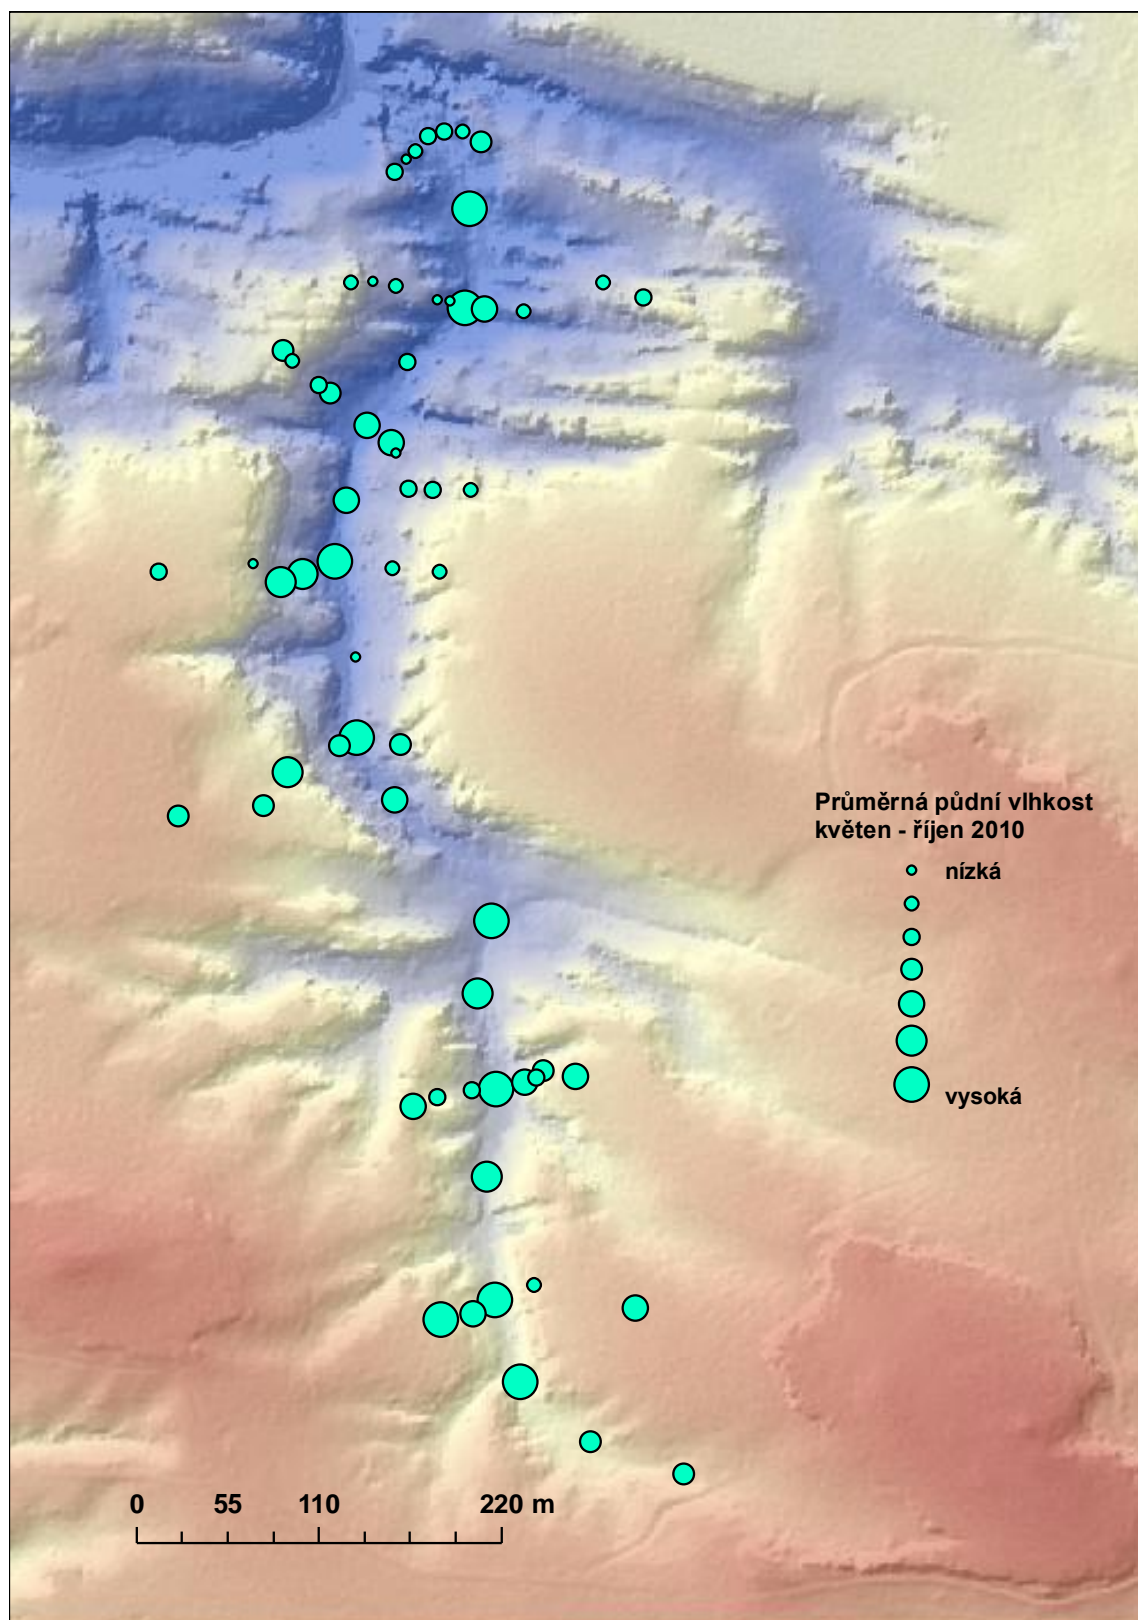 Průměrná půdní vlhkost
květen - říjen 2010
nízká
vysoká
0 55 110 220 m